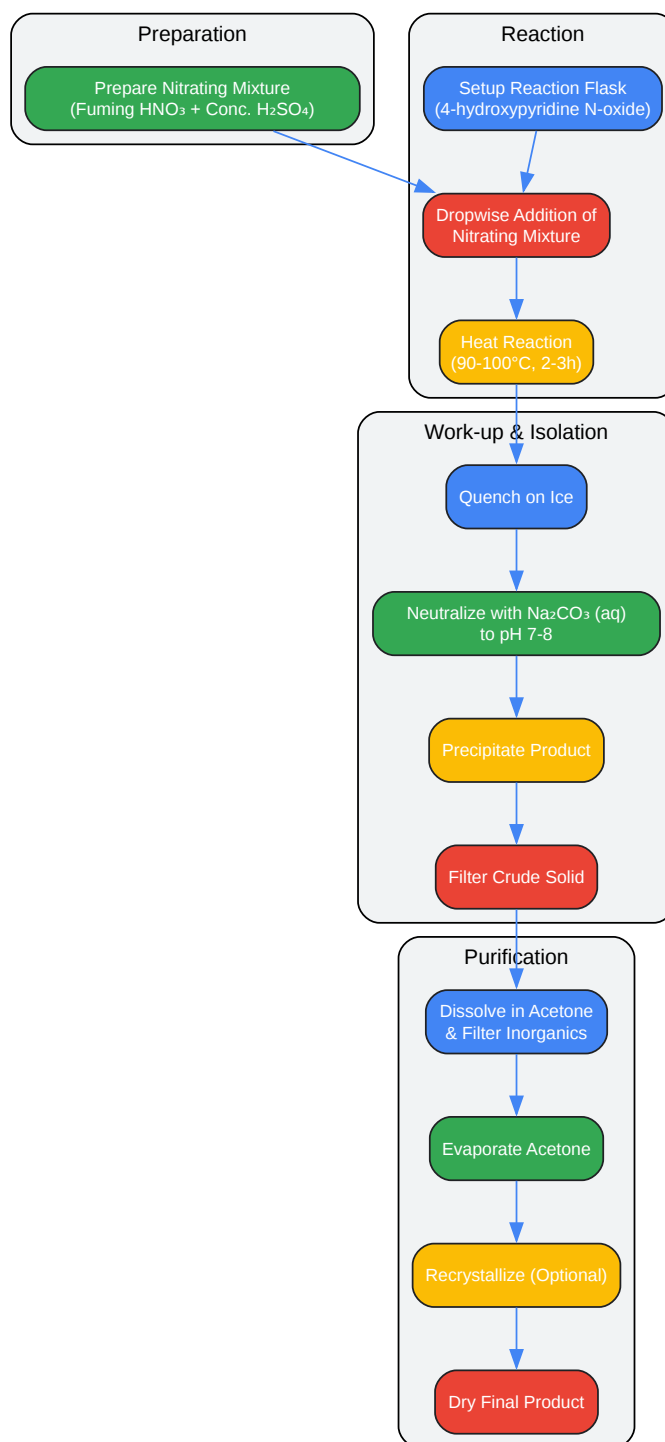 Preparation
Prepare Nitrating Mixture
(Fuming HNO₃ + Conc. H₂SO₄)
Reaction
Setup Reaction Flask
(4-hydroxypyridine N-oxide)
Dropwise Addition of
Nitrating Mixture
Heat Reaction
(90-100°C, 2-3h)
Work-up & Isolation
Quench on Ice
Neutralize with Na₂CO₃ (aq)
to pH 7-8
Precipitate Product
Filter Crude Solid
Purification
Dissolve in Acetone
& Filter Inorganics
Evaporate Acetone
Recrystallize (Optional)
Dry Final Product